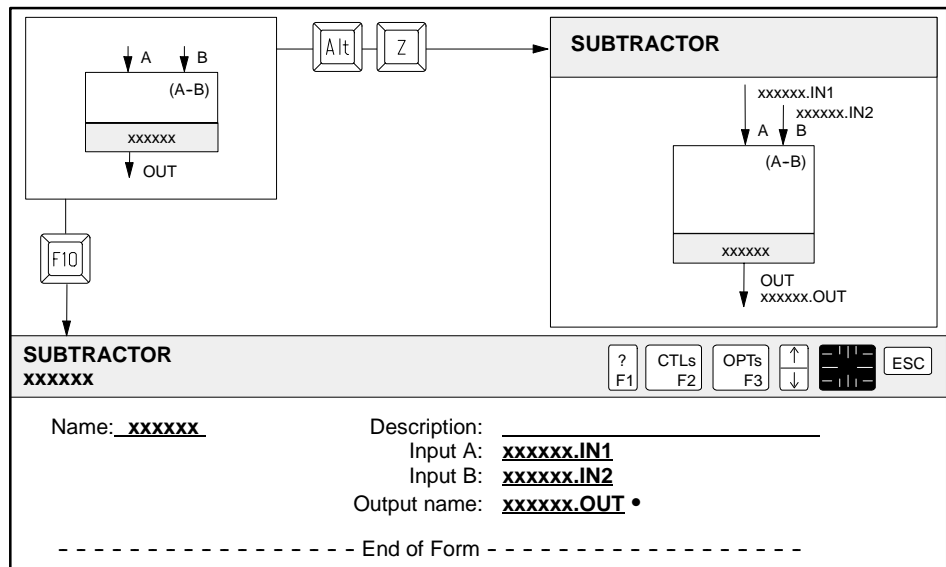 A B
(A-B)
xxxxxx
OUT
Alt Z
F10
SUBTRACTOR
xxxxxx.IN1
xxxxxx.IN2
A B
(A-B)
xxxxxx
OUT
xxxxxx.OUT
SUBTRACTOR
xxxxxx
? F1
CTLs F2
OPTs F3
↑ ↓
ESC
Name: xxxxxx
Description:
Input A: xxxxxx.IN1
Input B: xxxxxx.IN2
Output name: xxxxxx.OUT •
- - - - - - - - - - - - - - - - - End of Form - - - - - - - - - - - - - - - - - -